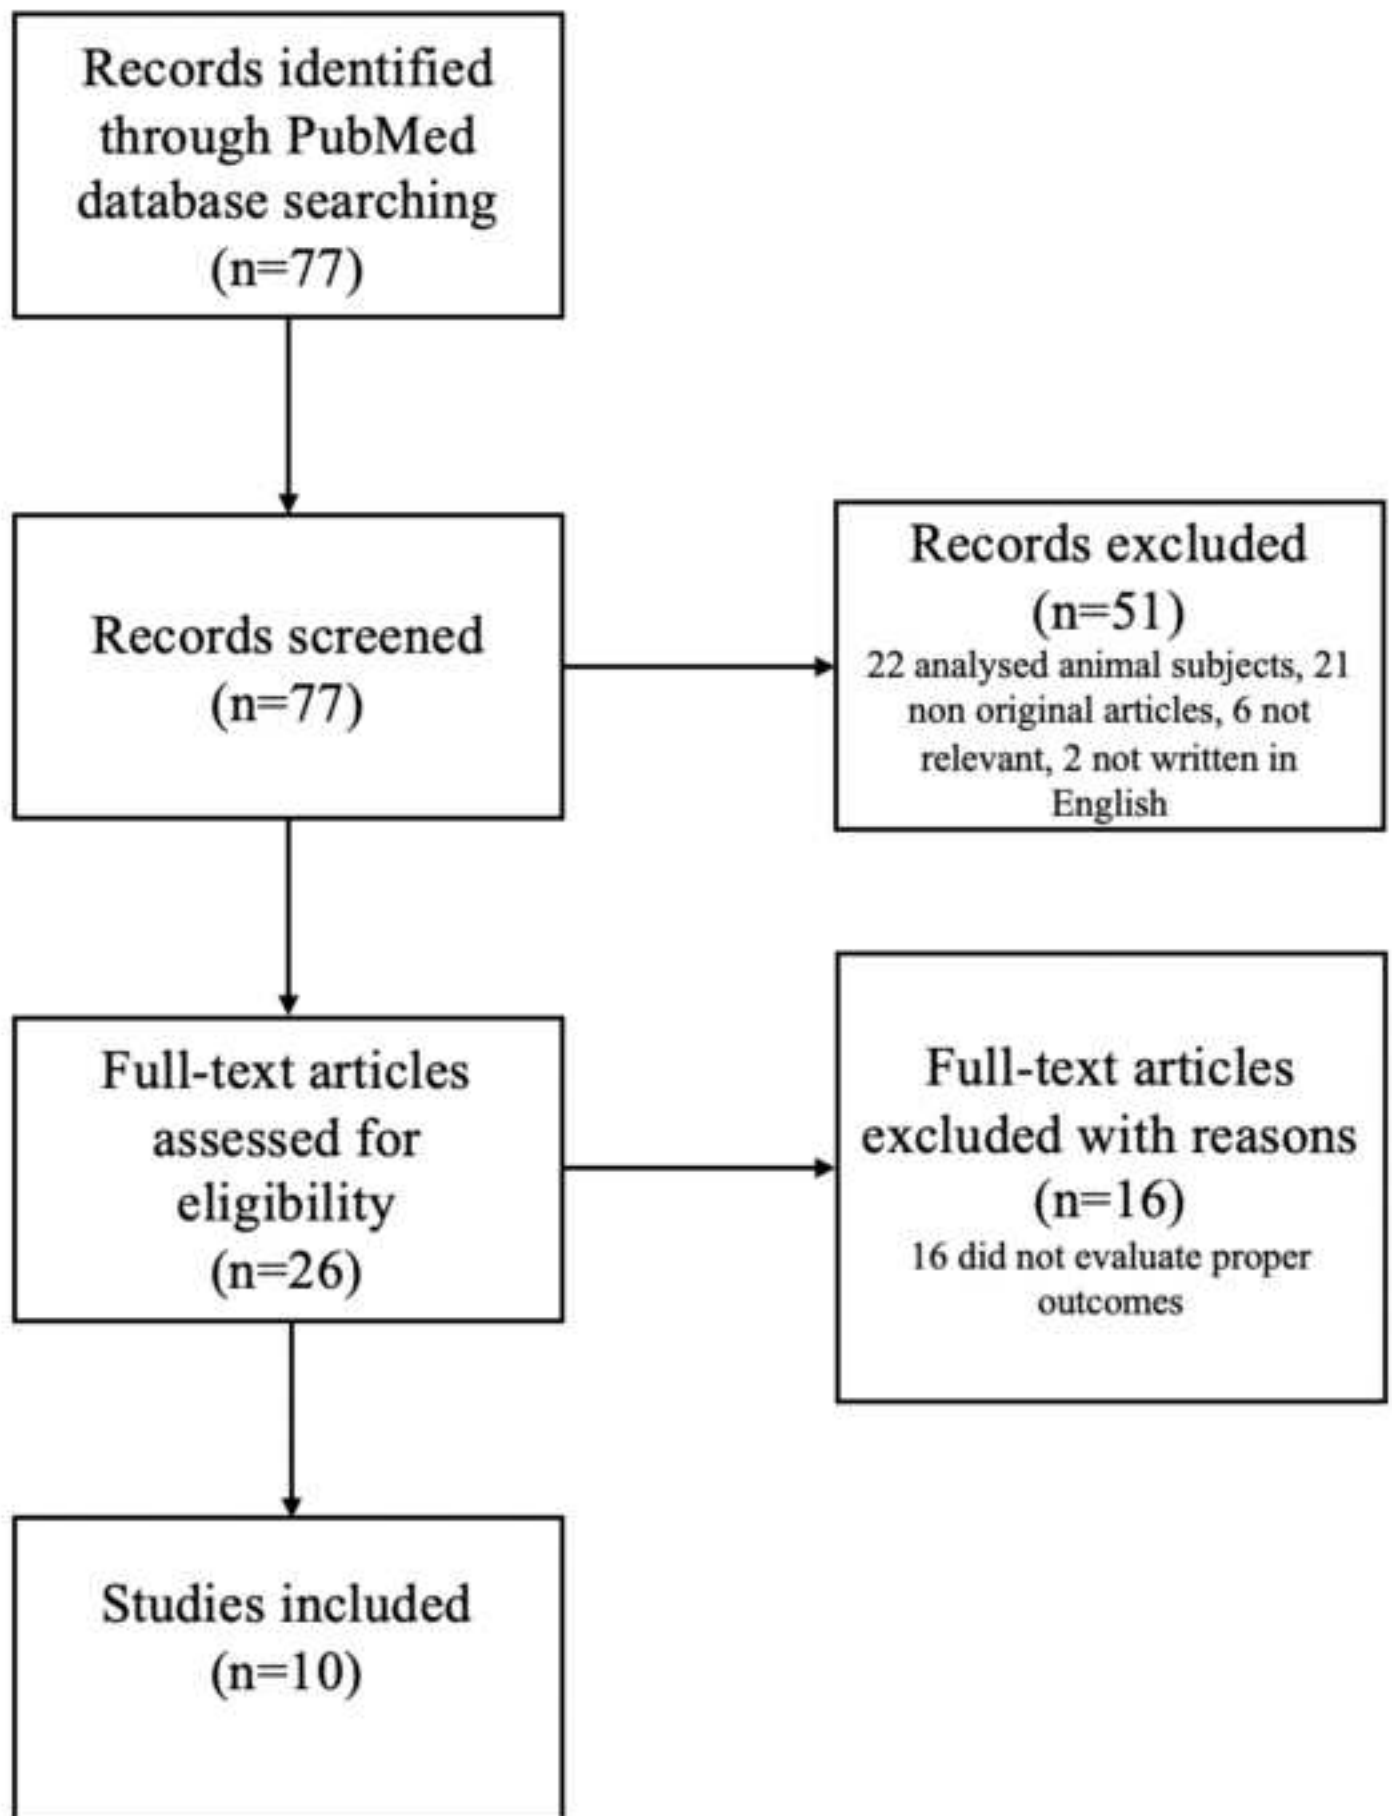 Records identified
through PubMed
database searching
(n=77)
Records screened
(n=77)
Records excluded
(n=51)
22 analysed animal subjects, 21
non original articles, 6 not
relevant, 2 not written in
English
Full-text articles
assessed for
eligibility
(n=26)
Full-text articles
excluded with reasons
(n=16)
16 did not evaluate proper
outcomes
Studies included
(n=10)